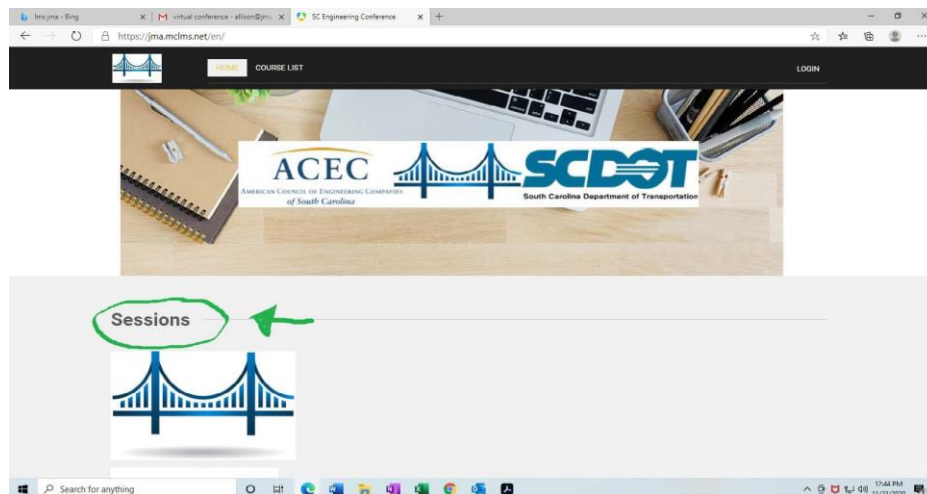 lms jma - Bing
virtual conference - allison@jma
SC Engineering Conference
https://jma.mclms.net/en/
HOME COURSE LIST LOGIN
ACEC
AMERICAN COUNCIL OF ENGINEERING COMPANIES
of South Carolina
SCDOT
South Carolina Department of Transportation
Sessions
Search for anything
12:44 PM